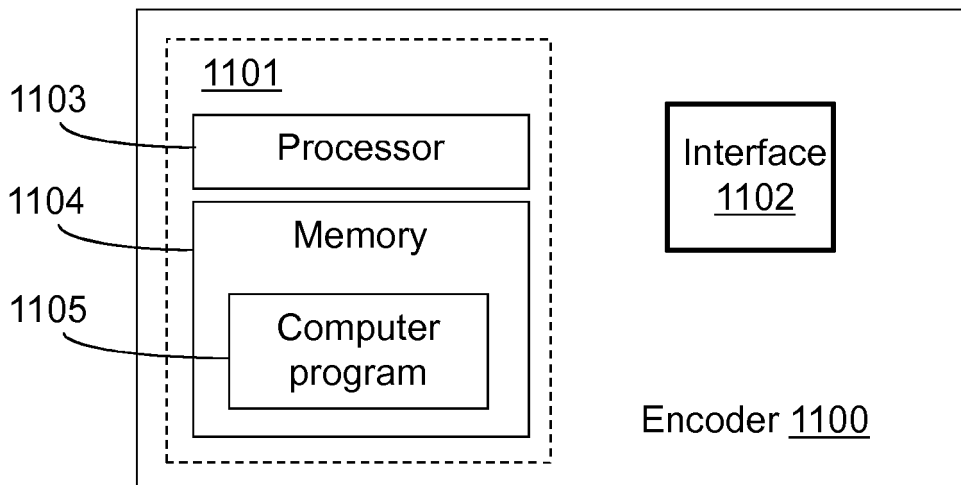 1101
1103
Processor
Interface
1102
1104
Memory
1105
Computer
program
Encoder 1100